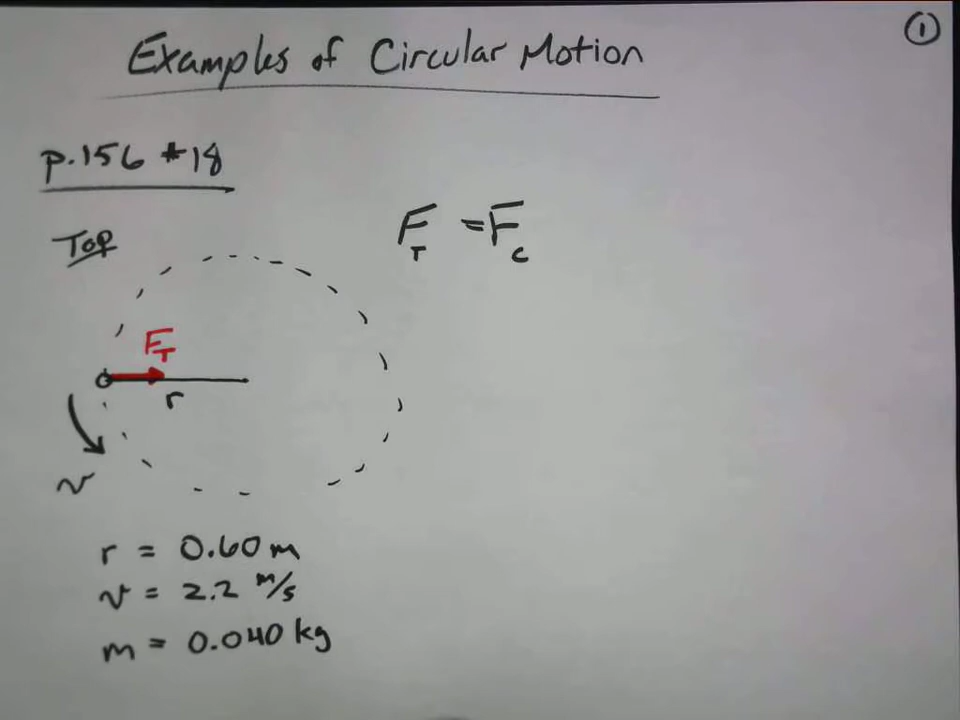 ①
Examples of Circular Motion
p.156 #18
Top
F_T = F_C
F_T
r
v
r = 0.60 m
v = 2.2 m/s
m = 0.040 kg